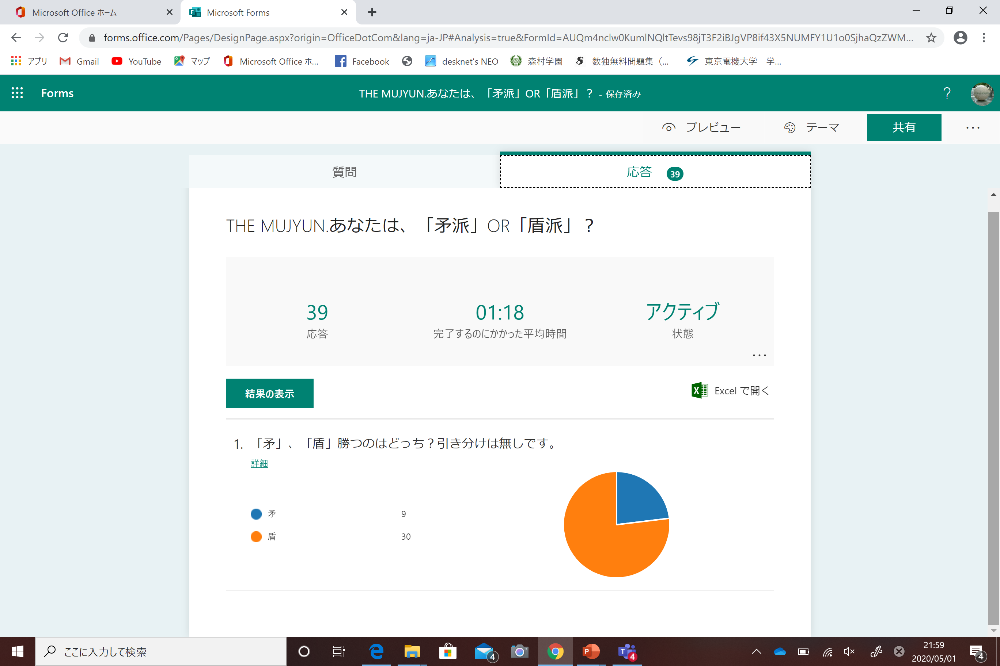 Microsoft Office ホーム
Microsoft Forms
forms.office.com/Pages/DesignPage.aspx?origin=OfficeDotCom&lang=ja-JP#Analysis=true&FormId=AUQm4nclw0KumlNQltTevs98jT3F2iBJgVP8if43X5NUMFY1U1o0SjhaQzZWM...
アプリ Gmail YouTube マップ Microsoft Office ホ... Facebook desknet's NEO 森村学園 数独無料問題集（... 東京電機大学 学...
Forms
THE MUJYUN.あなたは、「矛派」OR「盾派」？ - 保存済み
?
プレビュー テーマ 共有 ...
質問
応答 39
THE MUJYUN.あなたは、「矛派」OR「盾派」？
39
応答
01:18
完了するのにかかった平均時間
アクティブ
状態
...
結果の表示
Excel で開く
1. 「矛」、「盾」勝つのはどっち？引き分けは無しです。
詳細
矛 9
盾 30
ここに入力して検索
4
4
21:59
2020/05/01
4